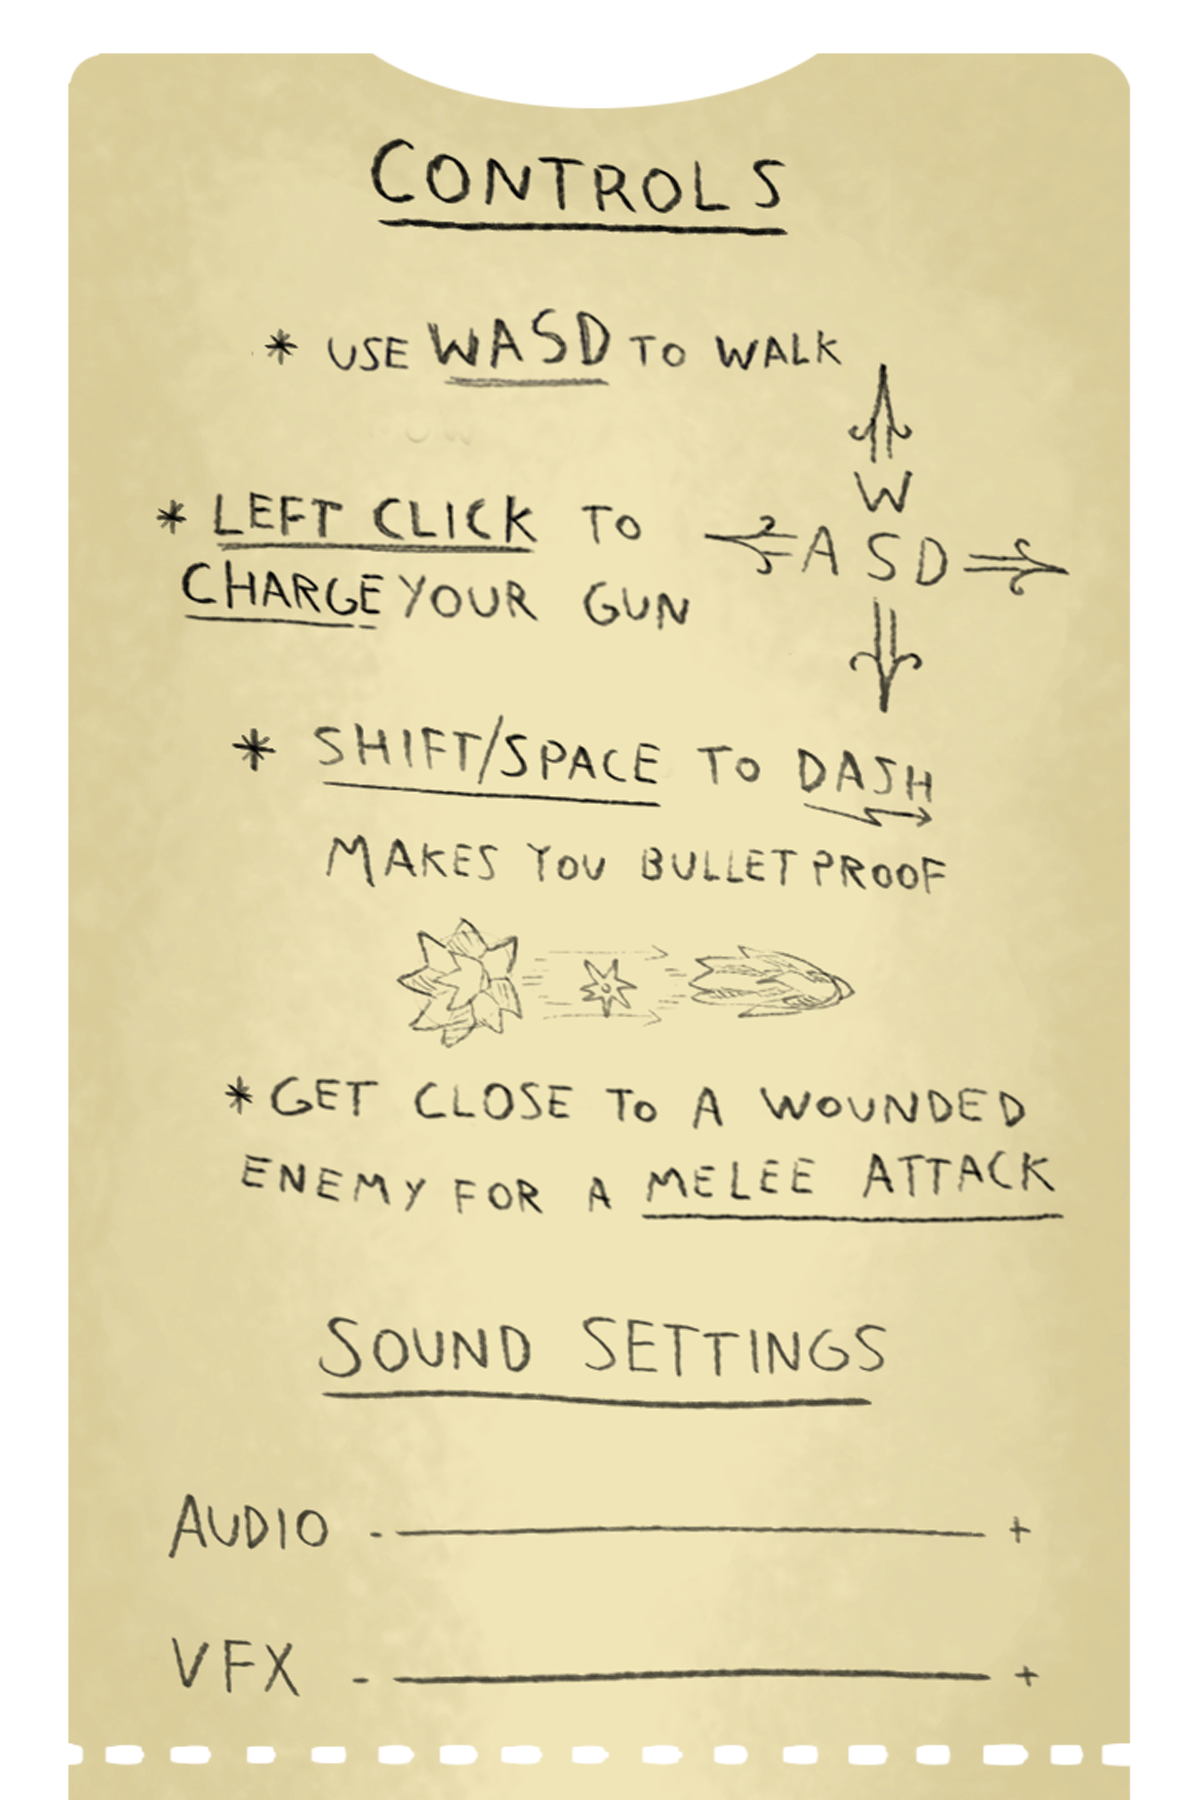 CONTROLS
* USE WASD TO WALK
W
A S D
* LEFT CLICK TO
CHARGE YOUR GUN
* SHIFT/SPACE TO DASH
MAKES YOU BULLETPROOF
* GET CLOSE TO A WOUNDED
ENEMY FOR A MELEE ATTACK
SOUND SETTINGS
AUDIO - +
VFX - +